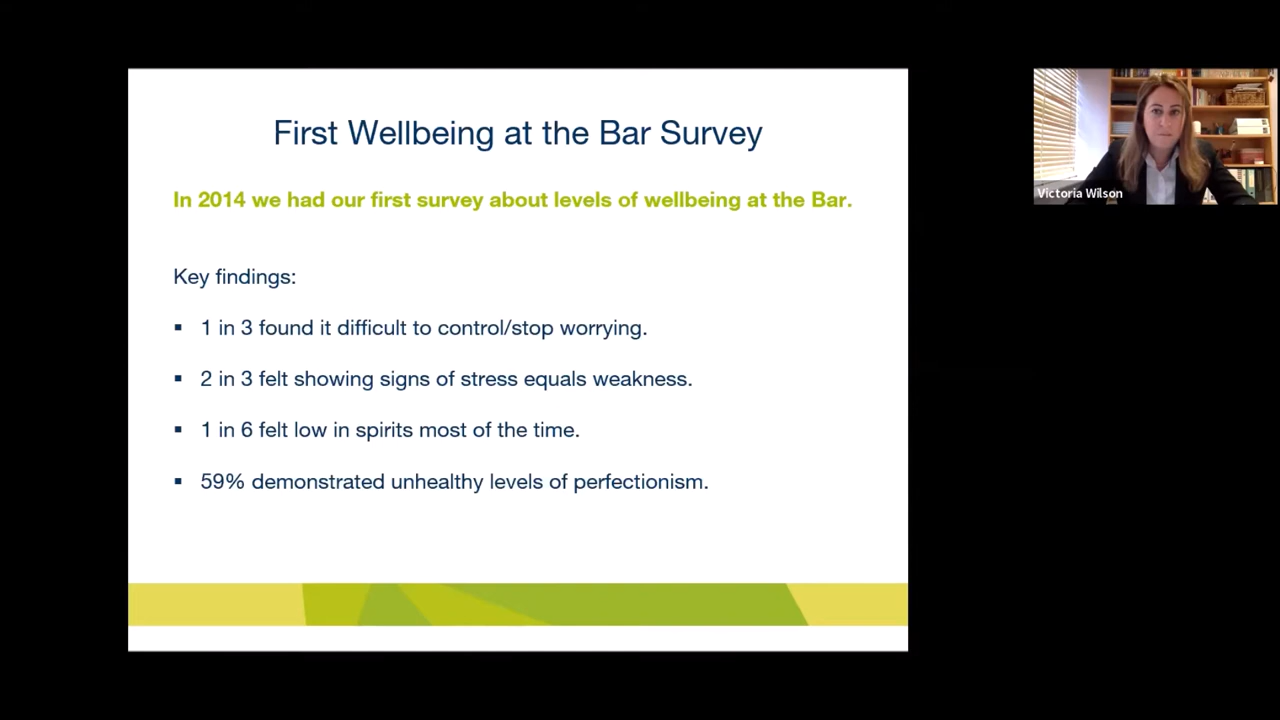 First Wellbeing at the Bar Survey
In 2014 we had our first survey about levels of wellbeing at the Bar.
Key findings:
▪ 1 in 3 found it difficult to control/stop worrying.
▪ 2 in 3 felt showing signs of stress equals weakness.
▪ 1 in 6 felt low in spirits most of the time.
▪ 59% demonstrated unhealthy levels of perfectionism.
Victoria Wilson